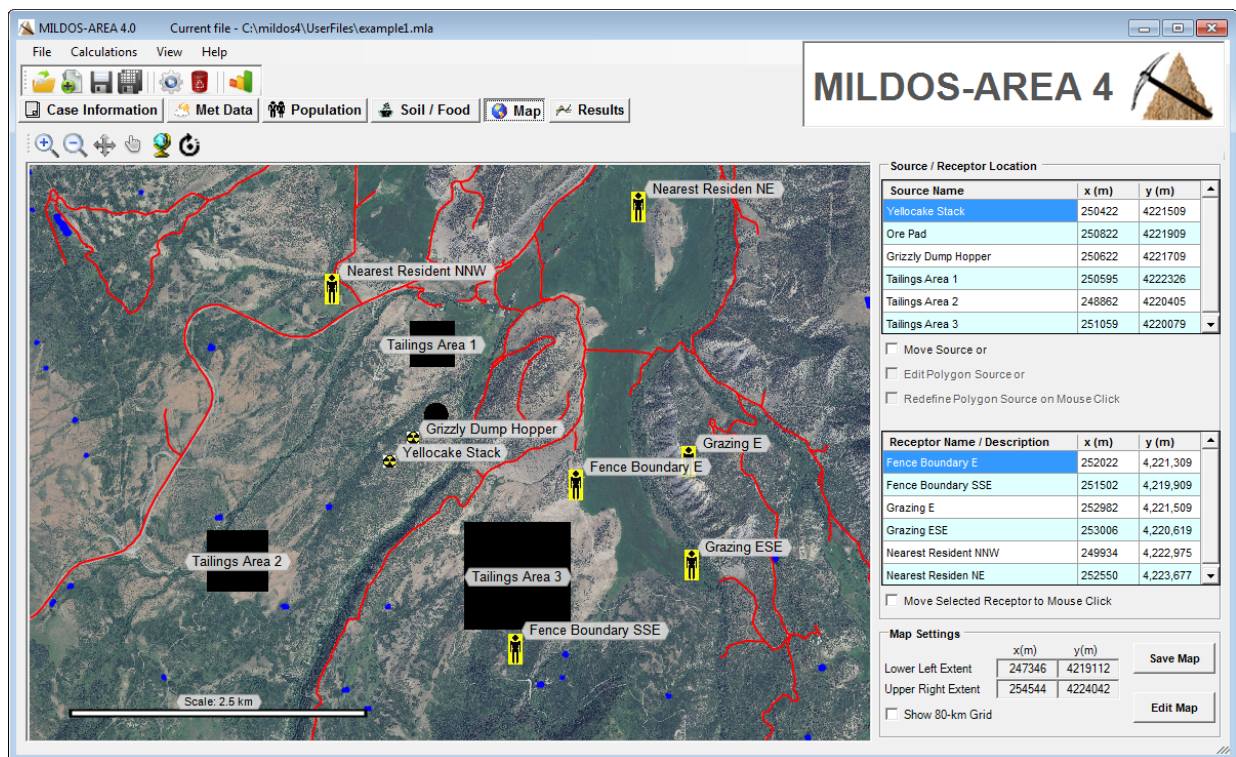 MILDOS-AREA 4.0 Current file - C:\mildos4\UserFiles\example1.mla
File Calculations View Help
MILDOS-AREA 4
Case Information Met Data Population Soil / Food Map Results
Nearest Residen NE
Nearest Resident NNW
Tailings Area 1
Grizzly Dump Hopper
Yellocake Stack
Grazing E
Fence Boundary E
Grazing ESE
Tailings Area 2
Tailings Area 3
Fence Boundary SSE
Scale: 2.5 km
Source / Receptor Location
Source Name x (m) y (m)
Yellocake Stack 250422 4221509
Ore Pad 250822 4221909
Grizzly Dump Hopper 250622 4221709
Tailings Area 1 250595 4222326
Tailings Area 2 248862 4220405
Tailings Area 3 251059 4220079
Move Source or
Edit Polygon Source or
Redefine Polygon Source on Mouse Click
Receptor Name / Description x (m) y (m)
Fence Boundary E 252022 4,221,309
Fence Boundary SSE 251502 4,219,909
Grazing E 252982 4,221,509
Grazing ESE 253006 4,220,619
Nearest Resident NNW 249934 4,222,975
Nearest Residen NE 252550 4,223,677
Move Selected Receptor to Mouse Click
Map Settings
x(m) y(m)
Lower Left Extent 247346 4219112
Save Map
Upper Right Extent 254544 4224042
Show 80-km Grid
Edit Map